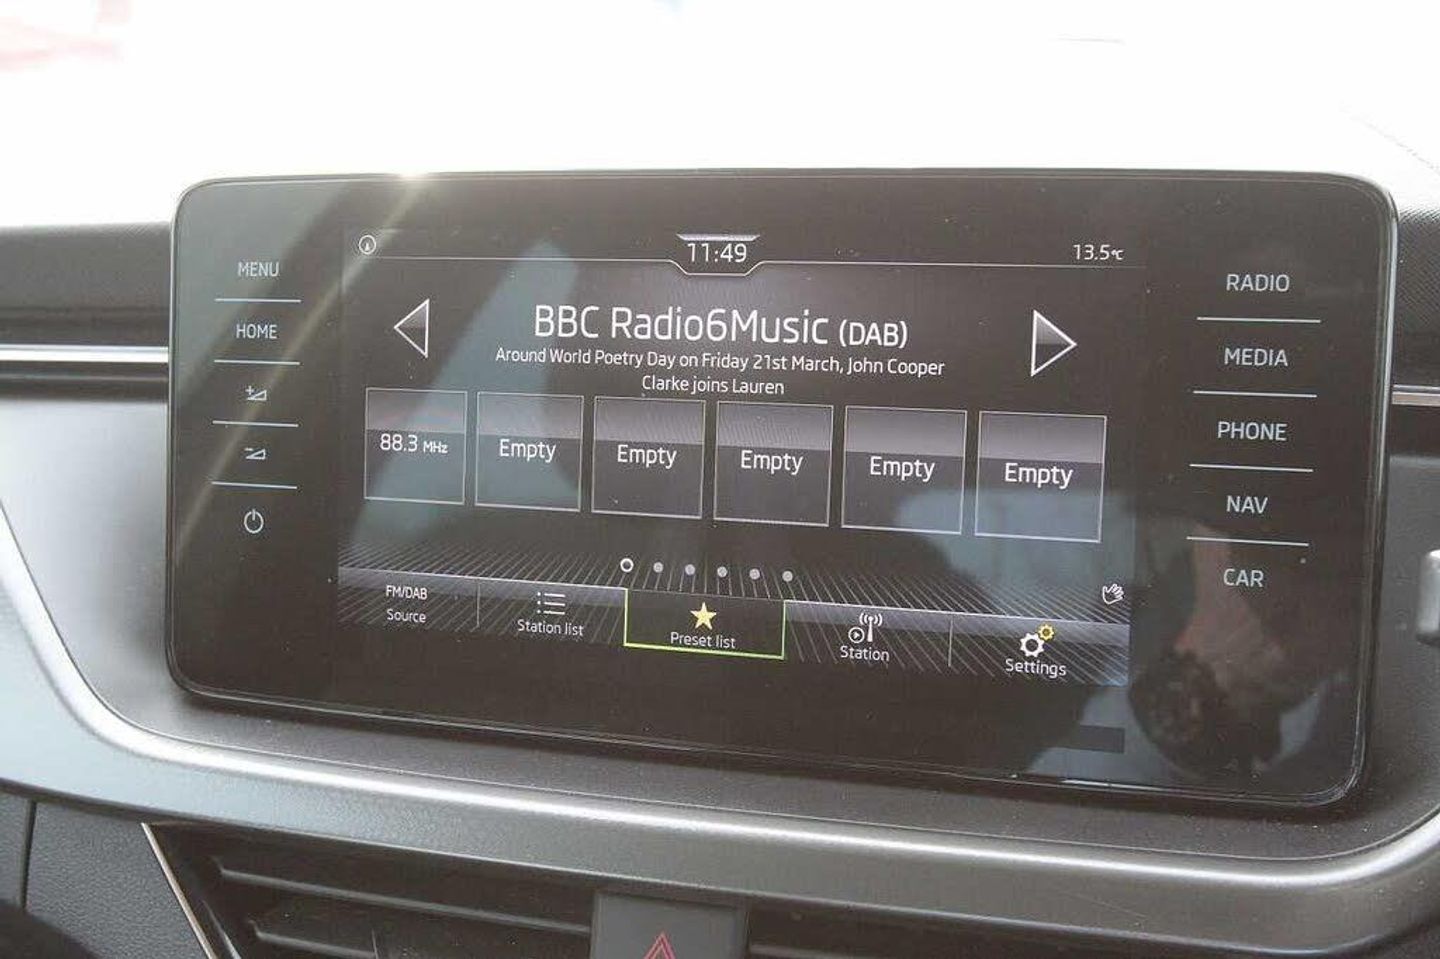 11:49
13.5°C
MENU
HOME
BBC Radio6Music (DAB)
Around World Poetry Day on Friday 21st March, John Cooper
Clarke joins Lauren
88.3 MHz
Empty
Empty
Empty
Empty
Empty
FM/DAB
Source
Station list
Preset list
Station
Settings
RADIO
MEDIA
PHONE
NAV
CAR